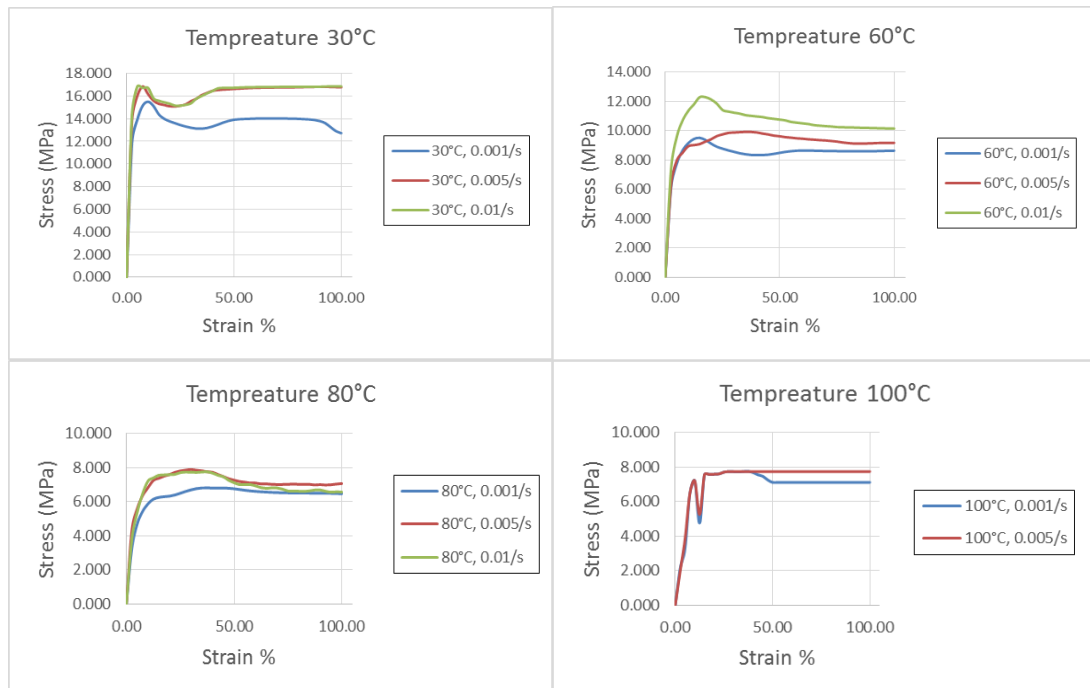 Tempreature 30°C
Stress (MPa)
18.000
16.000
14.000
12.000
10.000
8.000
6.000
4.000
2.000
0.000
0.00
50.00
100.00
Strain %
30°C, 0.001/s
30°C, 0.005/s
30°C, 0.01/s
Tempreature 60°C
Stress (MPa)
14.000
12.000
10.000
8.000
6.000
4.000
2.000
0.000
0.00
50.00
100.00
Strain %
60°C, 0.001/s
60°C, 0.005/s
60°C, 0.01/s
Tempreature 80°C
Stress (MPa)
10.000
8.000
6.000
4.000
2.000
0.000
0.00
50.00
100.00
Strain %
80°C, 0.001/s
80°C, 0.005/s
80°C, 0.01/s
Tempreature 100°C
Stress (MPa)
10.000
8.000
6.000
4.000
2.000
0.000
0.00
50.00
100.00
Strain %
100°C, 0.001/s
100°C, 0.005/s